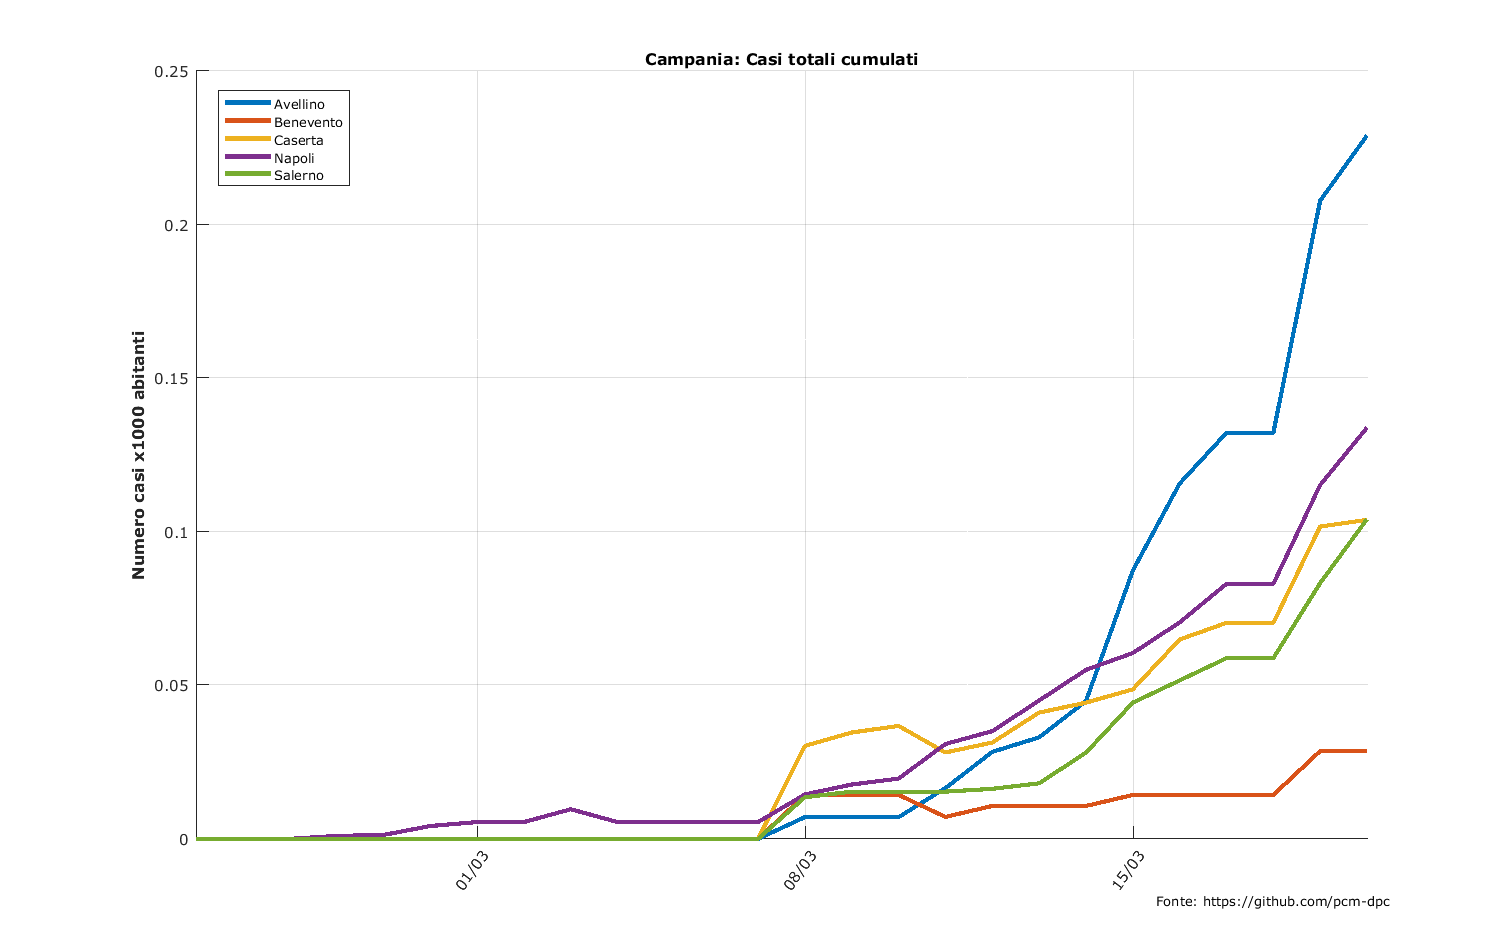 Campania: Casi totali cumulati
0.25
0.2
0.15
0.1
0.05
0
Numero casi x1000 abitanti
Avellino
Benevento
Caserta
Napoli
Salerno
01/03
08/03
15/03
Fonte: https://github.com/pcm-dpc